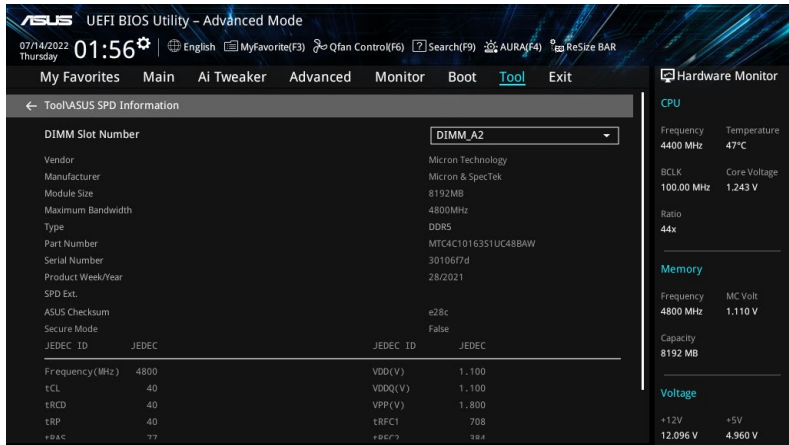 ASUS UEFI BIOS Utility – Advanced Mode
07/14/2022 Thursday 01:56 English MyFavorite(F3) Qfan Control(F6) ? Search(F9) AURA(F4) ReSize BAR
My Favorites Main Ai Tweaker Advanced Monitor Boot Tool Exit
← Tool\ASUS SPD Information
DIMM Slot Number DIMM_A2
Vendor Micron Technology
Manufacturer Micron & SpecTek
Module Size 8192MB
Maximum Bandwidth 4800MHz
Type DDR5
Part Number MTC4C10163S1UC48BAW
Serial Number 30106f7d
Product Week/Year 28/2021
SPD Ext.
ASUS Checksum e28c
Secure Mode False
JEDEC ID JEDEC JEDEC ID JEDEC
Frequency(MHz) 4800 VDD(V) 1.100
tCL 40 VDDQ(V) 1.100
tRCD 40 VPP(V) 1.800
tRP 40 tRFC1 708
tRAS 77 tRFC2 384
Hardware Monitor
CPU
Frequency Temperature
4400 MHz 47°C
BCLK Core Voltage
100.00 MHz 1.243 V
Ratio
44x
Memory
Frequency MC Volt
4800 MHz 1.110 V
Capacity
8192 MB
Voltage
+12V +5V
12.096 V 4.960 V